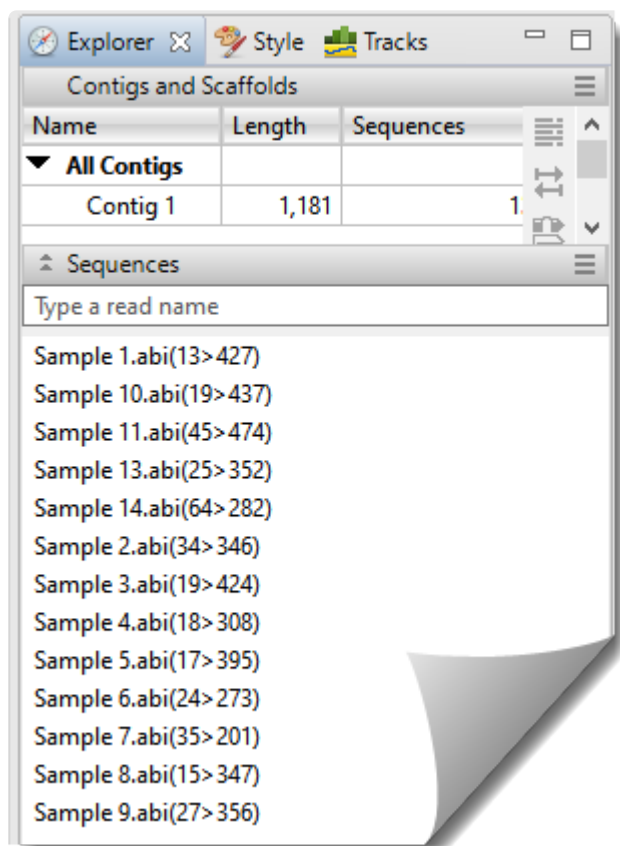 Explorer Style Tracks
Contigs and Scaffolds
Name Length Sequences
All Contigs
Contig 1 1,181
Sequences
Type a read name
Sample 1.abi(13>427)
Sample 10.abi(19>437)
Sample 11.abi(45>474)
Sample 13.abi(25>352)
Sample 14.abi(64>282)
Sample 2.abi(34>346)
Sample 3.abi(19>424)
Sample 4.abi(18>308)
Sample 5.abi(17>395)
Sample 6.abi(24>273)
Sample 7.abi(35>201)
Sample 8.abi(15>347)
Sample 9.abi(27>356)